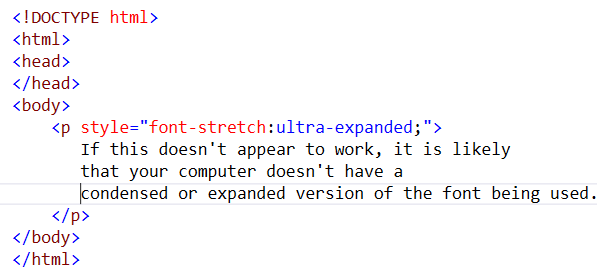 <!DOCTYPE html>
<html>
<head>
</head>
<body>
    <p style="font-stretch:ultra-expanded;">
        If this doesn't appear to work, it is likely
        that your computer doesn't have a
        condensed or expanded version of the font being used.
    </p>
</body>
</html>